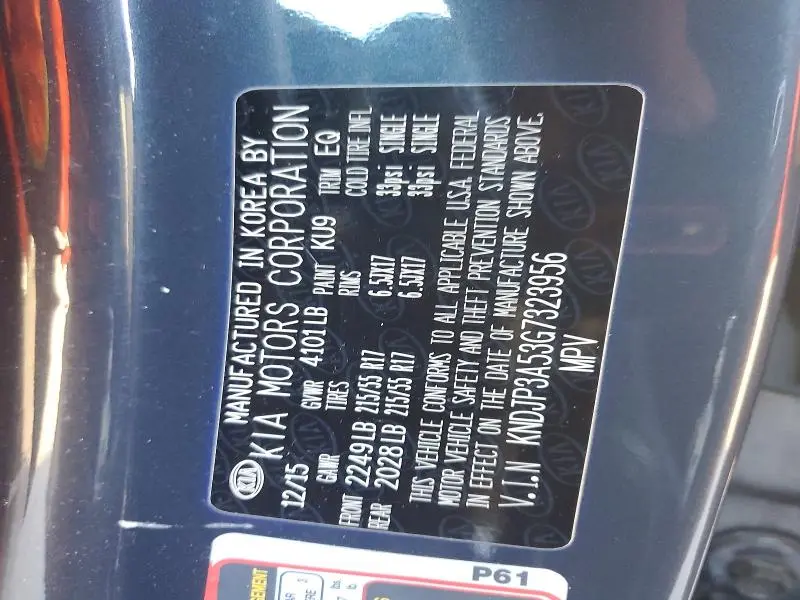 MANUFACTURED IN KOREA BY
KIA MOTORS CORPORATION
12/15 GVWR 4101LB PAINT KU9 TRIM EQ
GAWR TIRES RIMS COLD TIRE INFL
FRONT 2249LB 215/55 R17 6.5JX17 33psi SINGLE
REAR 2028LB 215/55 R17 6.5JX17 33psi SINGLE
THIS VEHICLE CONFORMS TO ALL APPLICABLE U.S.A. FEDERAL
MOTOR VEHICLE SAFETY AND THEFT PREVENTION STANDARDS
IN EFFECT ON THE DATE OF MANUFACTURE SHOWN ABOVE.
V.I.N KNDJP3A53G7323956
MPV
P61